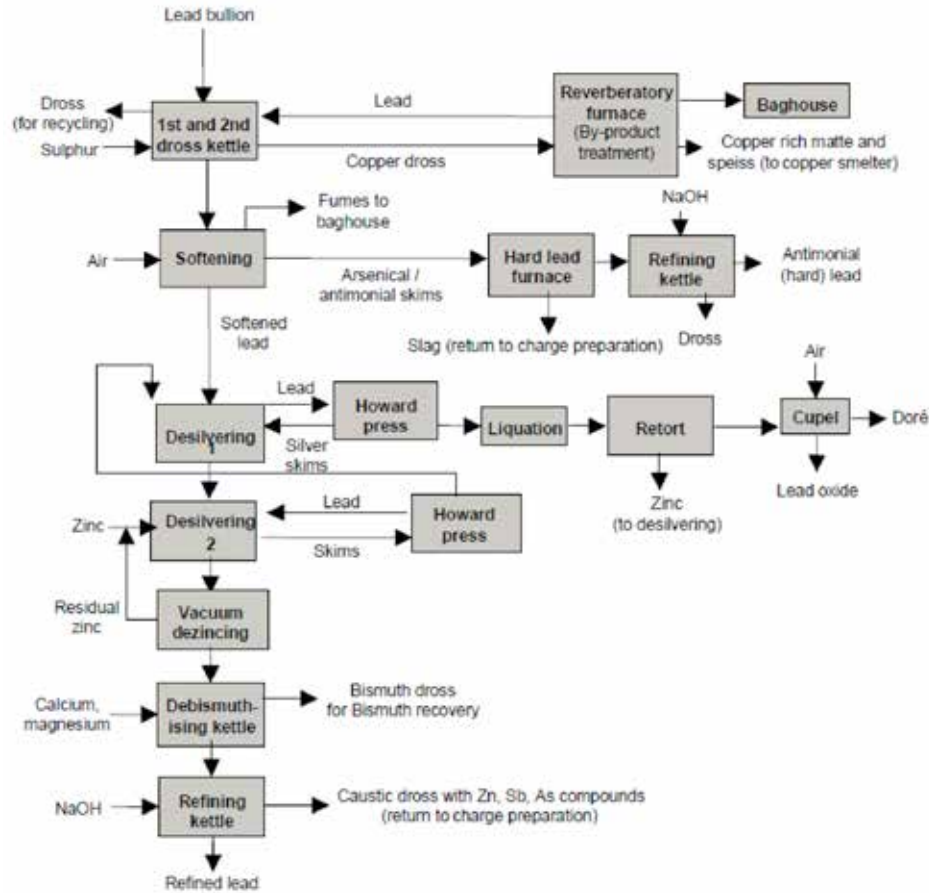 Lead bullion
Dross
(for recycling)
Sulphur
1st and 2nd
dross kettle
Lead
Copper dross
Reverberatory
furnace
(By-product
treatment)
Baghouse
Copper rich matte and
speiss (to copper smelter)
Fumes to
baghouse
Air
Softening
Arsenical /
antimonial skims
Hard lead
furnace
NaOH
Refining
kettle
Antimonial
(hard) lead
Slag (return to charge preparation)
Dross
Softened
lead
Lead
Desilvering
1
Silver
skims
Howard
press
Liquation
Retort
Air
Cupel
Doré
Zinc
(to desilvering)
Lead oxide
Zinc
Desilvering
2
Lead
Skims
Howard
press
Residual
zinc
Vacuum
dezincing
Calcium,
magnesium
Debismuth-
ising kettle
Bismuth dross
for Bismuth recovery
NaOH
Refining
kettle
Caustic dross with Zn, Sb, As compounds
(return to charge preparation)
Refined lead